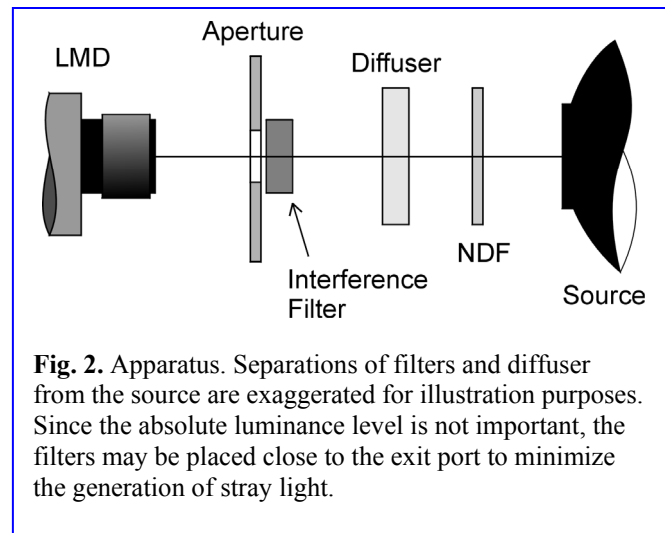 Aperture
LMD
Diffuser
Interference
Filter
NDF
Source
Fig. 2. Apparatus. Separations of filters and diffuser
from the source are exaggerated for illustration purposes.
Since the absolute luminance level is not important, the
filters may be placed close to the exit port to minimize
the generation of stray light.